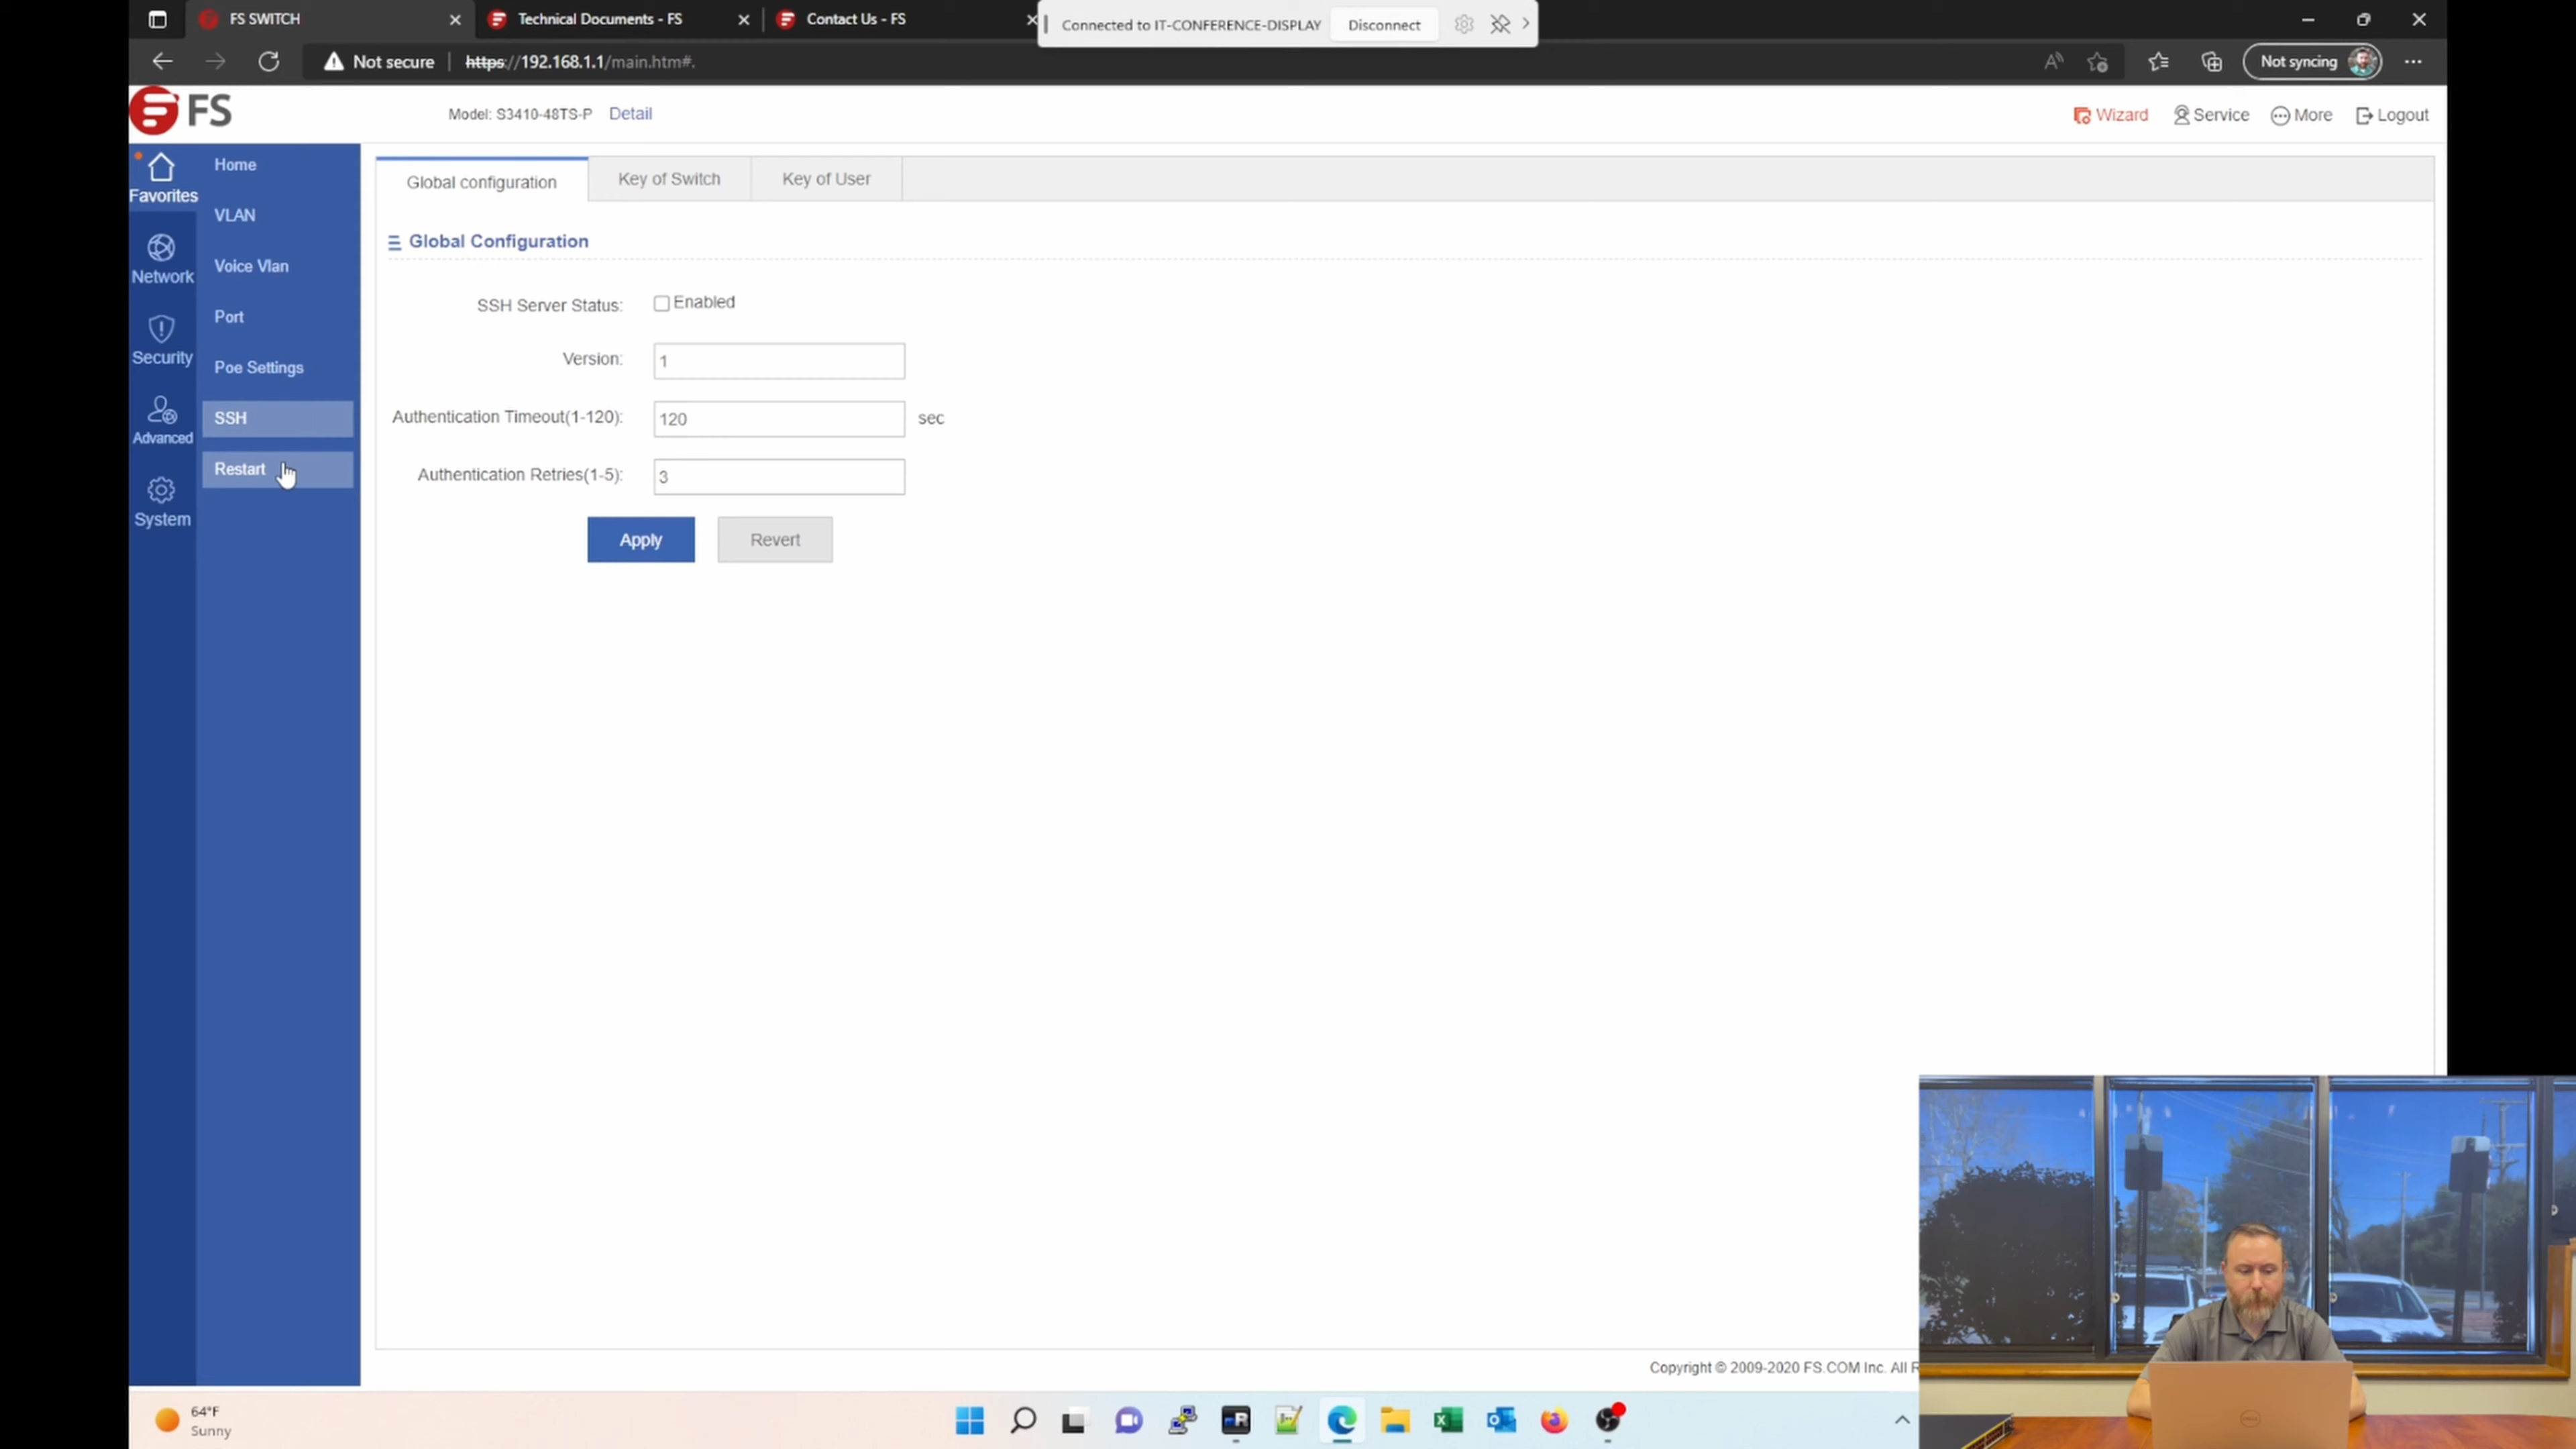 FS SWITCH
Technical Documents - FS
Contact Us - FS
Connected to IT-CONFERENCE-DISPLAY
Disconnect
Not secure
https://192.168.1.1/main.htm#.
Not syncing
FS
Model: S3410-48TS-P
Detail
Wizard
Service
More
Logout
Favorites
Network
Security
Advanced
System
Home
VLAN
Voice Vlan
Port
Poe Settings
SSH
Restart
Global configuration
Key of Switch
Key of User
Global Configuration
SSH Server Status:
Enabled
Version:
1
Authentication Timeout(1-120):
120
sec
Authentication Retries(1-5):
3
Apply
Revert
Copyright © 2009-2020 FS.COM Inc. All R
64°F
Sunny